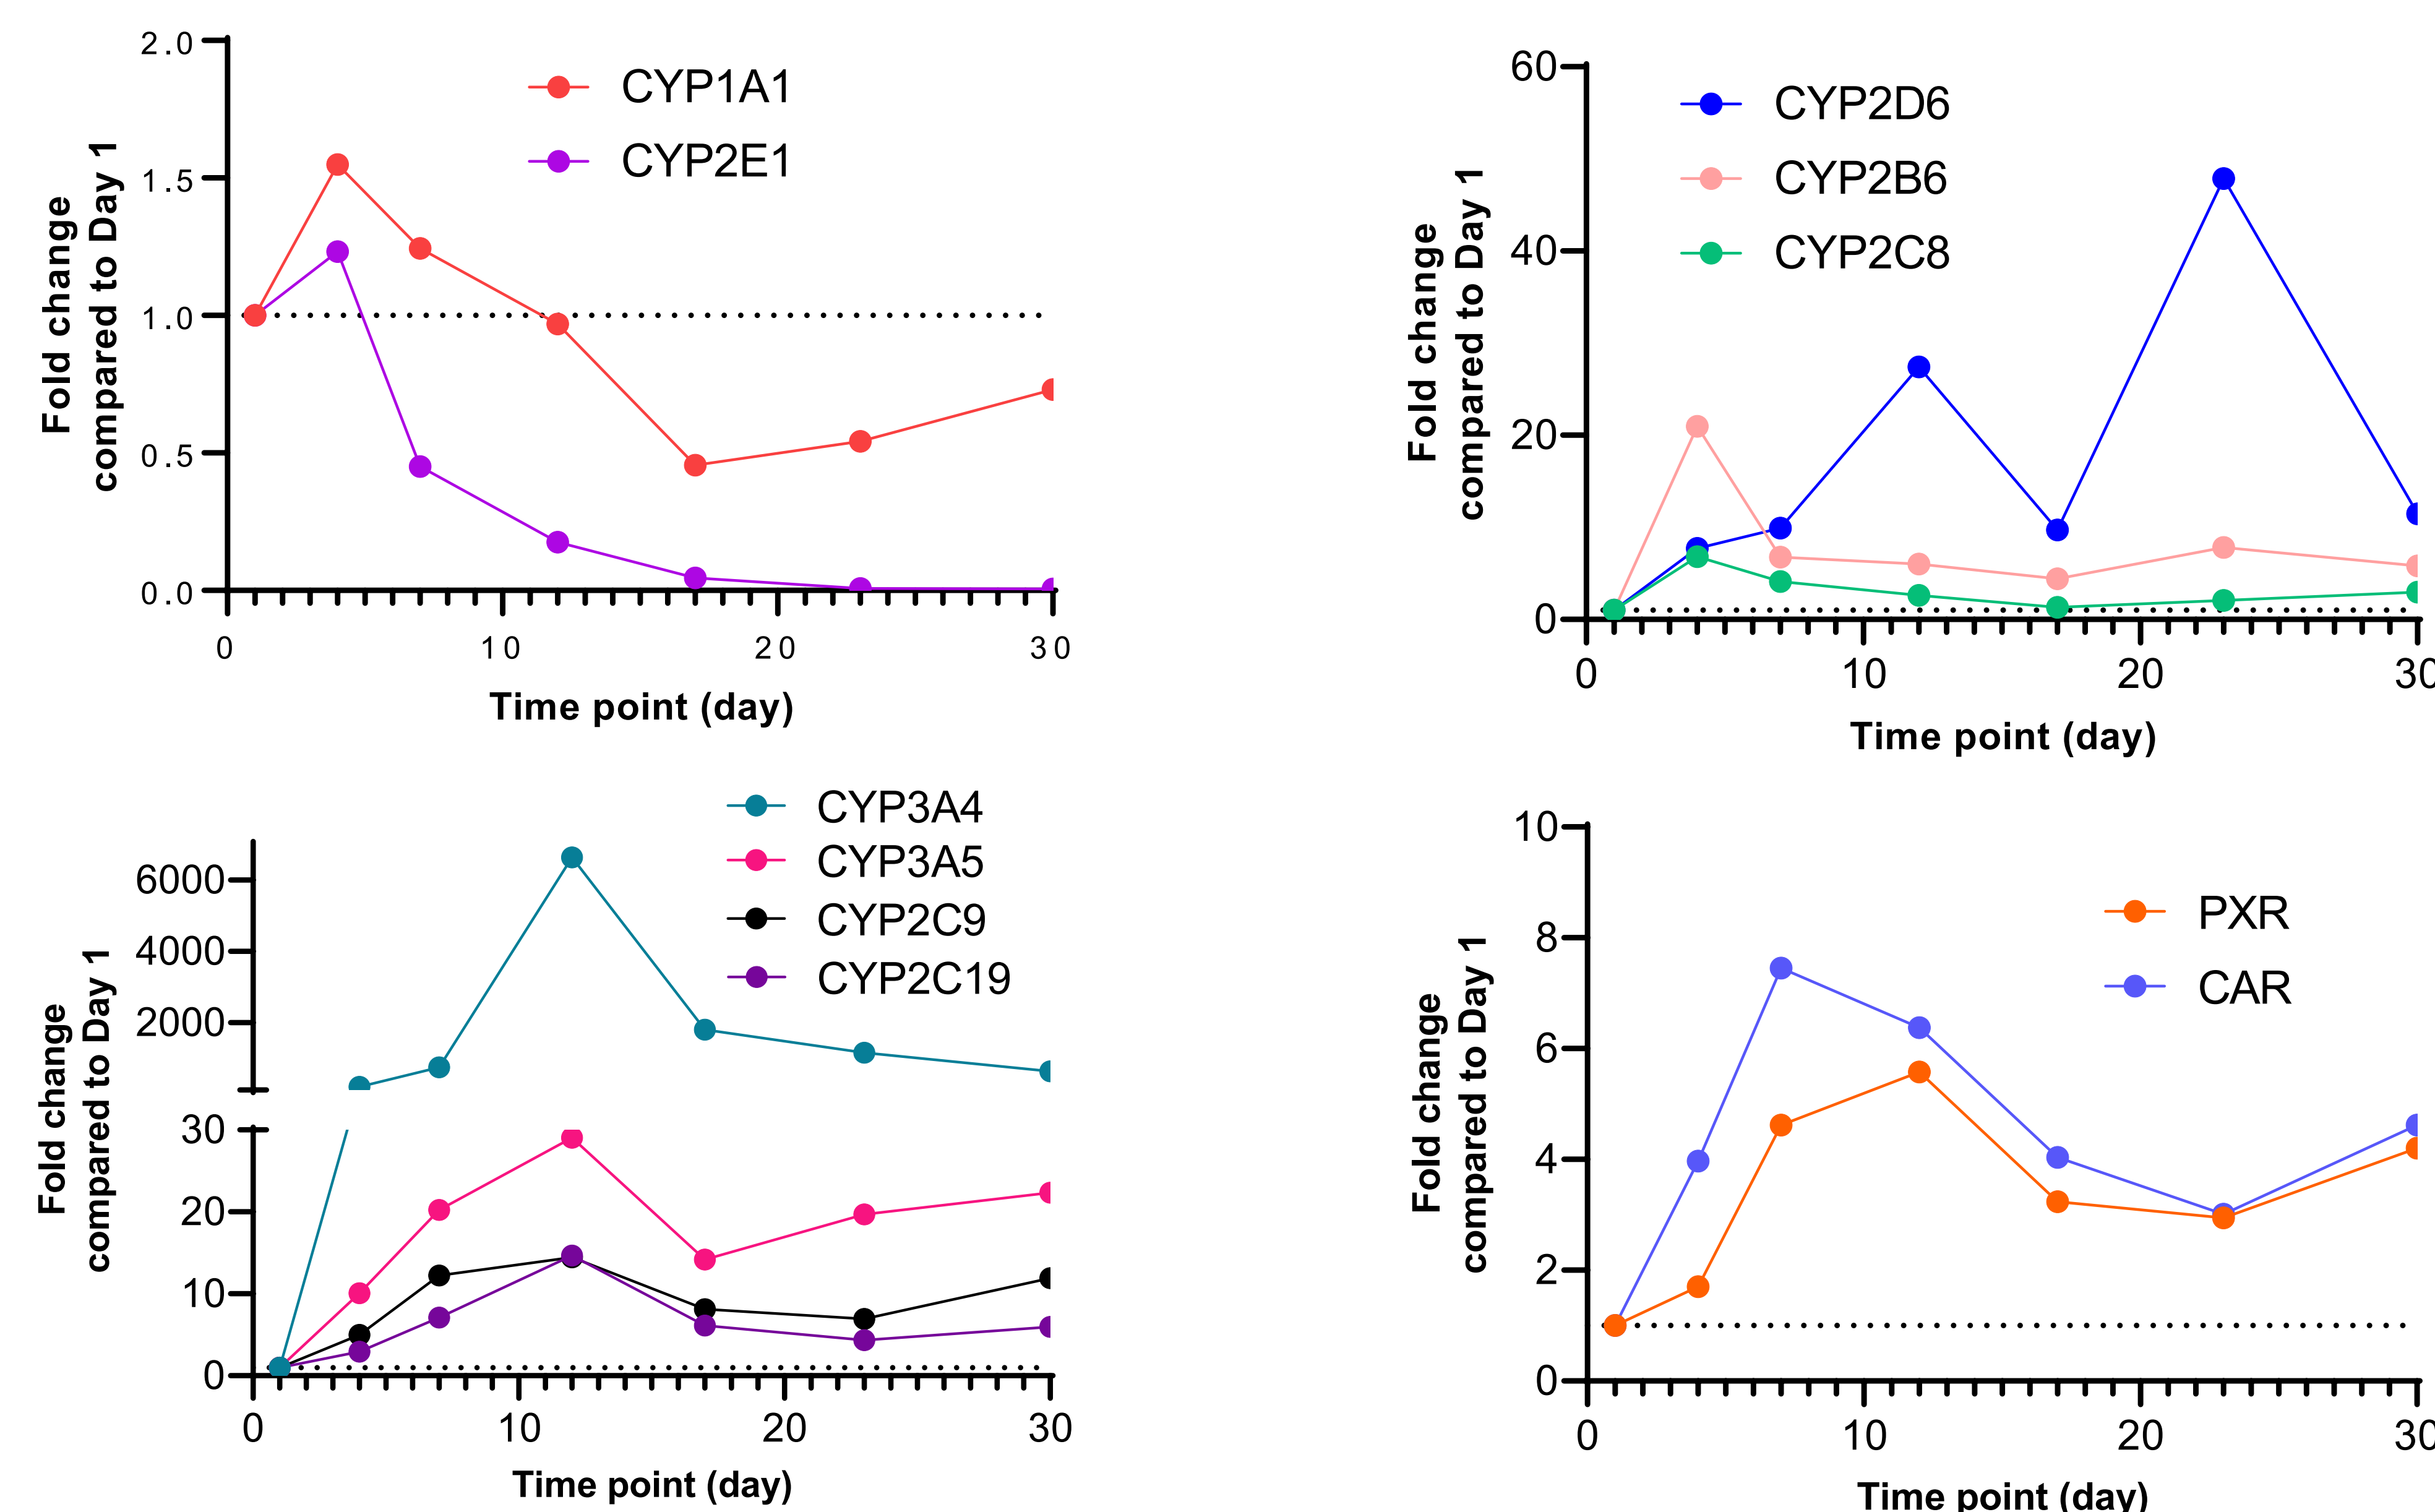 2.0
1.5
1.0
0.5
0.0
Fold change
compared to Day 1
CYP1A1
CYP2E1
0 10 20 30
Time point (day)
60
40
20
0
Fold change
compared to Day 1
CYP2D6
CYP2B6
CYP2C8
0 10 20 30
Time point (day)
CYP3A4
CYP3A5
CYP2C9
CYP2C19
6000
4000
2000
30
20
10
0
Fold change
compared to Day 1
0 10 20 30
Time point (day)
10
8
6
4
2
0
Fold change
compared to Day 1
PXR
CAR
0 10 20 30
Time point (day)